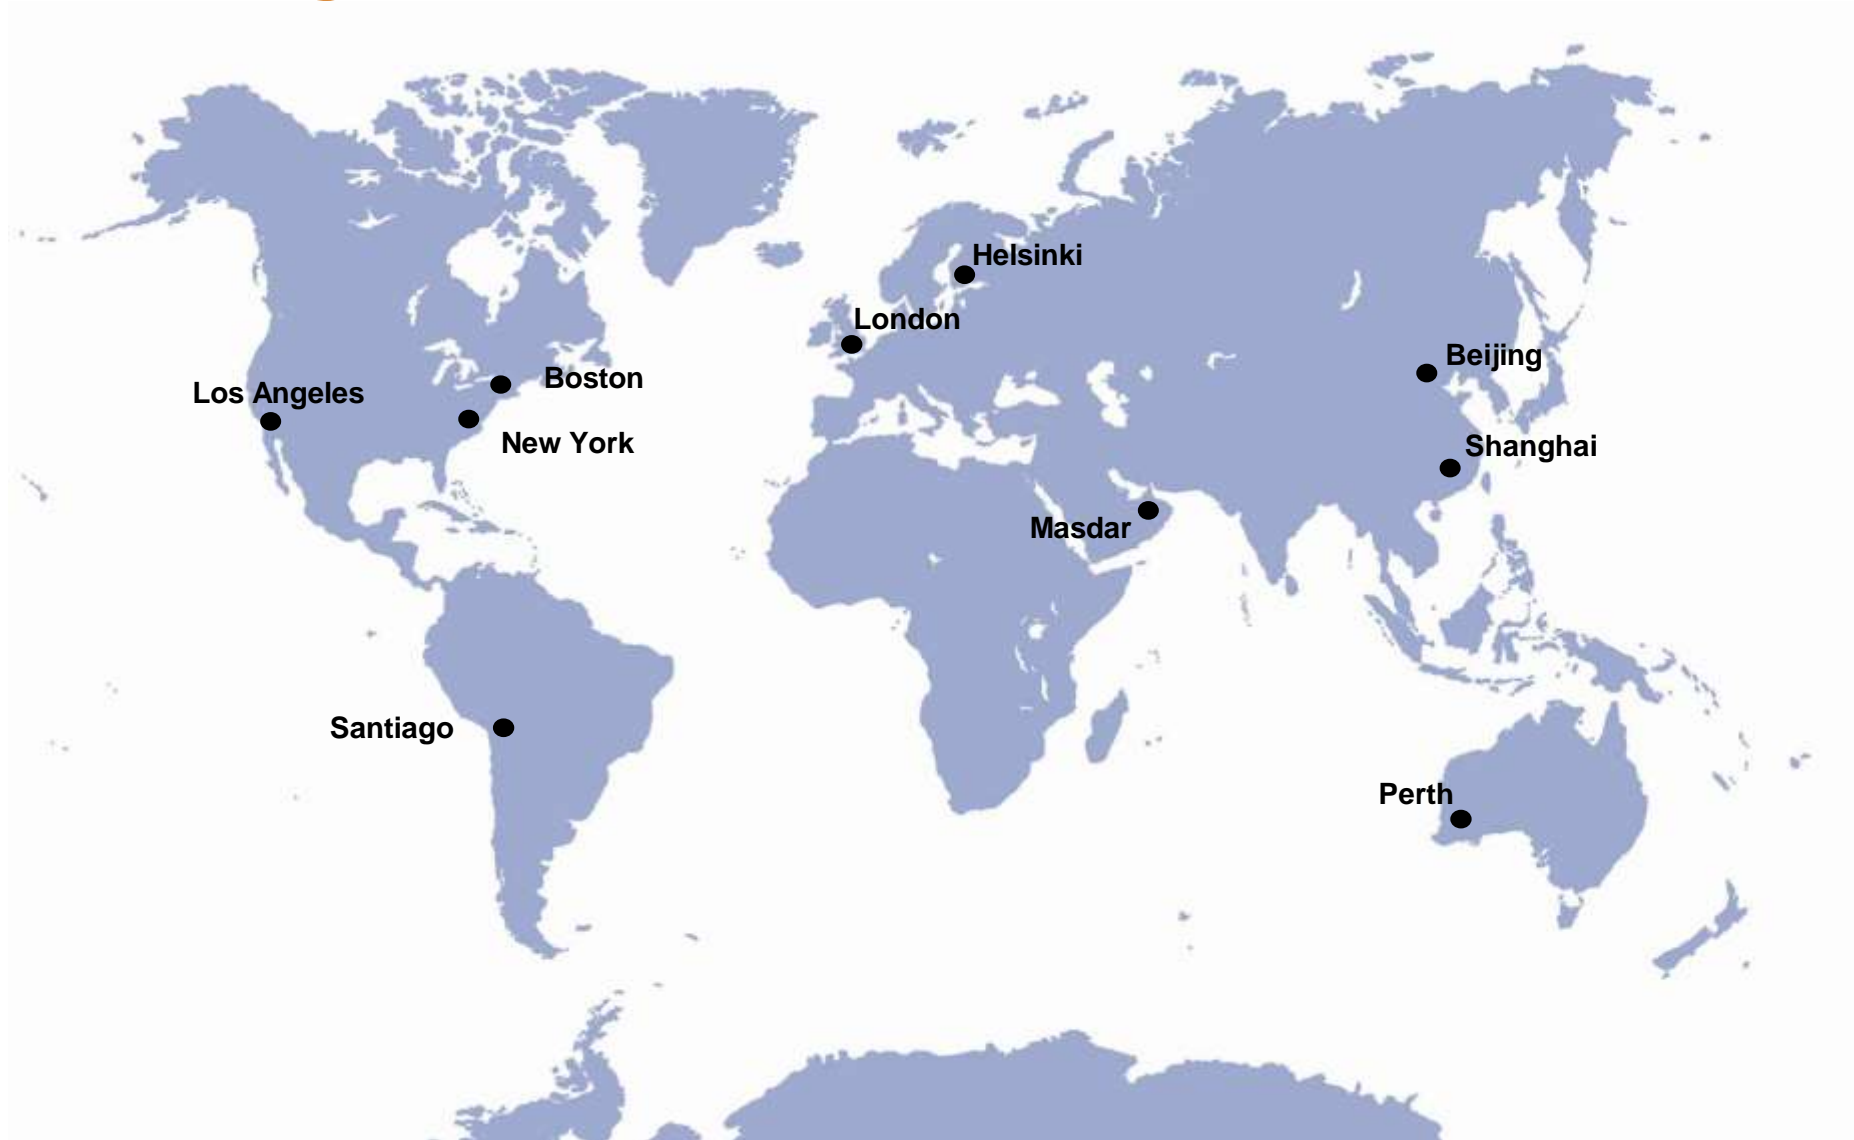 Helsinki
London
Beijing
Boston
Los Angeles
New York
Shanghai
Masdar
Santiago
Perth